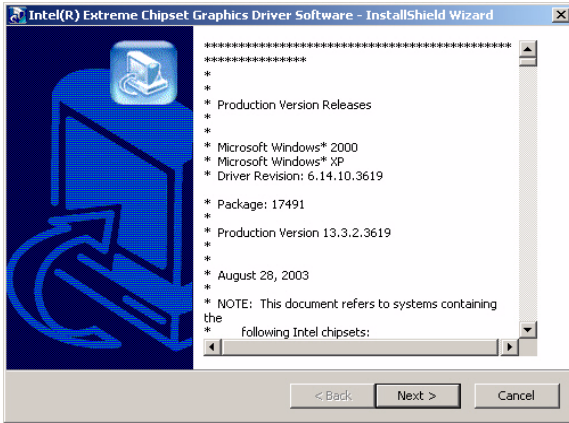 Intel(R) Extreme Chipset Graphics Driver Software - InstallShield Wizard
************************************************
****************
*
*
* Production Version Releases
*
*
* Microsoft Windows* 2000
* Microsoft Windows* XP
* Driver Revision: 6.14.10.3619
*
* Package: 17491
*
* Production Version 13.3.2.3619
*
*
* August 28, 2003
*
* NOTE: This document refers to systems containing
the
* following Intel chipsets:
< Back
Next >
Cancel